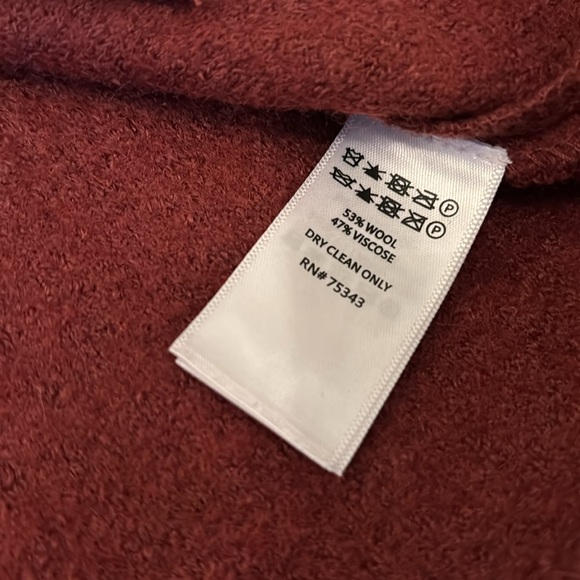 P
P
53% WOOL
47% VISCOSE
DRY CLEAN ONLY
RN# 75343